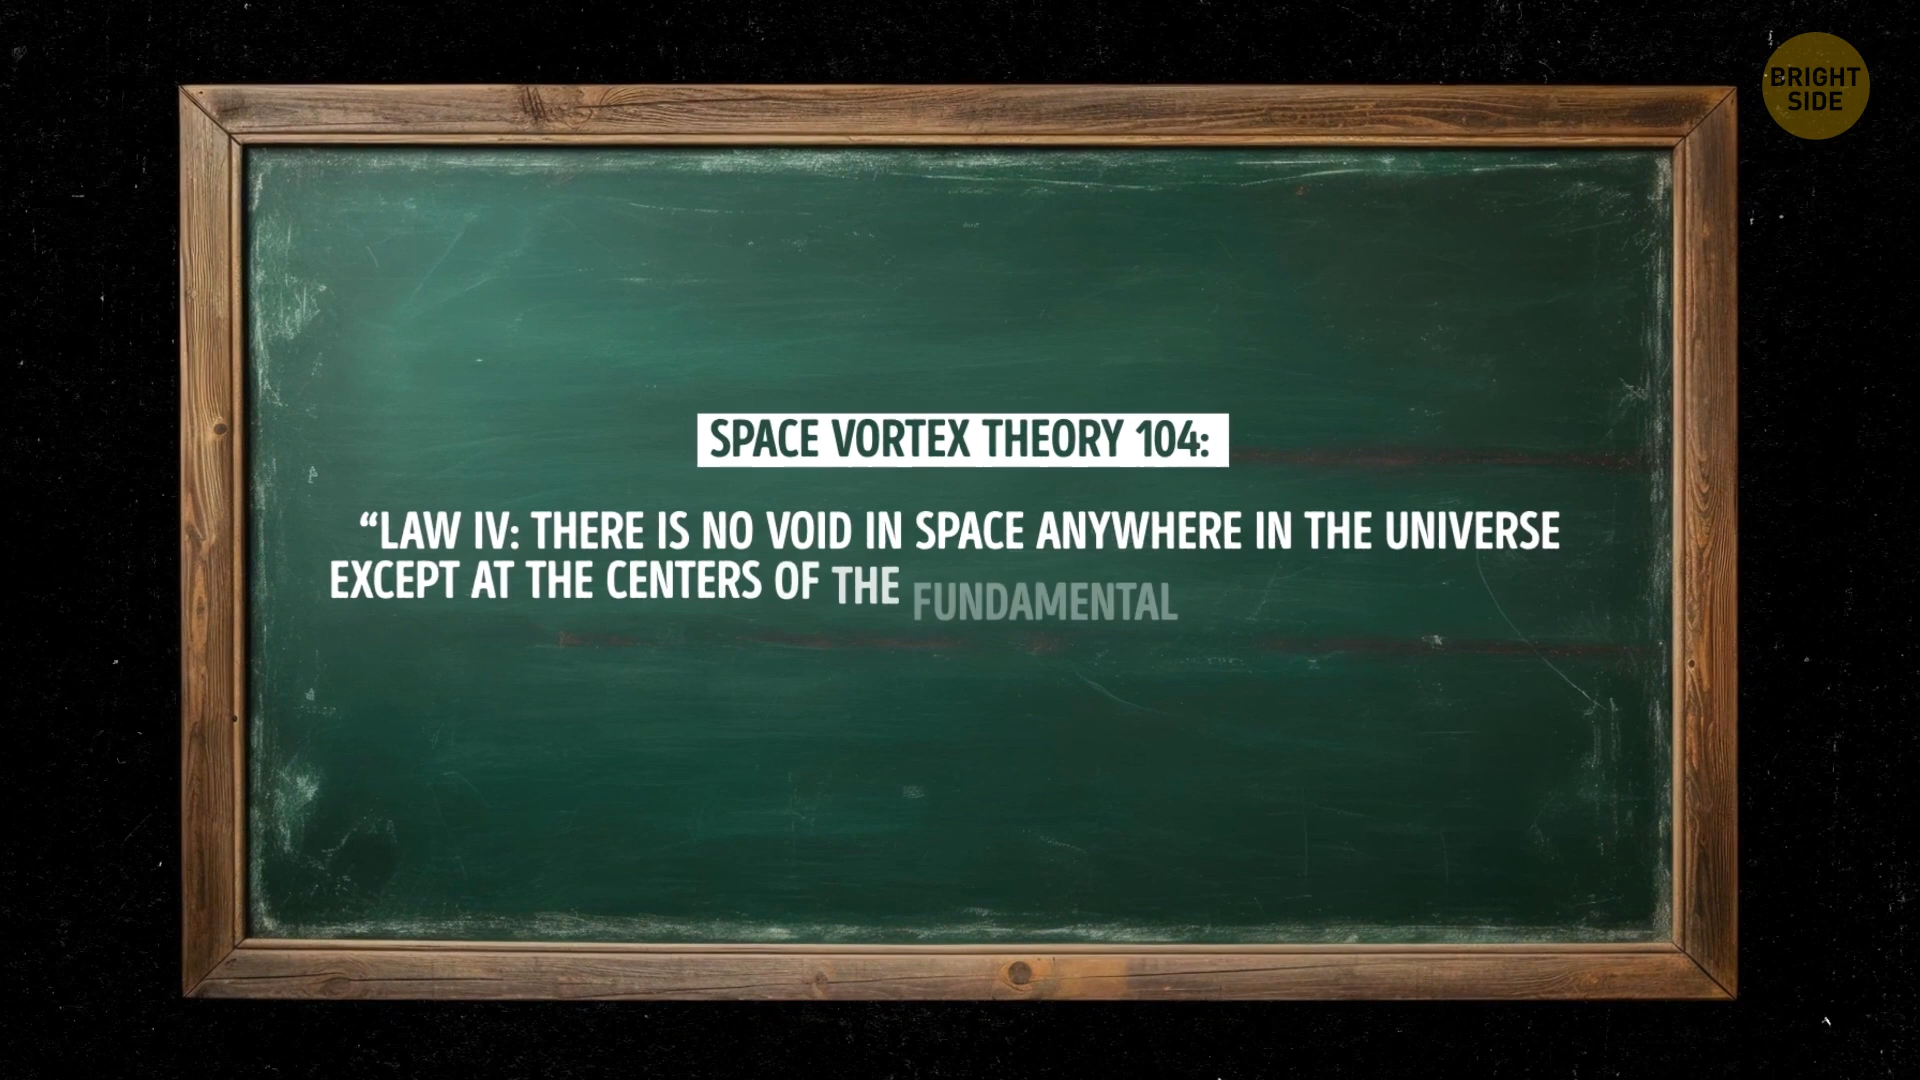 BRIGHT
SIDE
SPACE VORTEX THEORY 104:
“LAW IV: THERE IS NO VOID IN SPACE ANYWHERE IN THE UNIVERSE
EXCEPT AT THE CENTERS OF THE FUNDAMENTAL